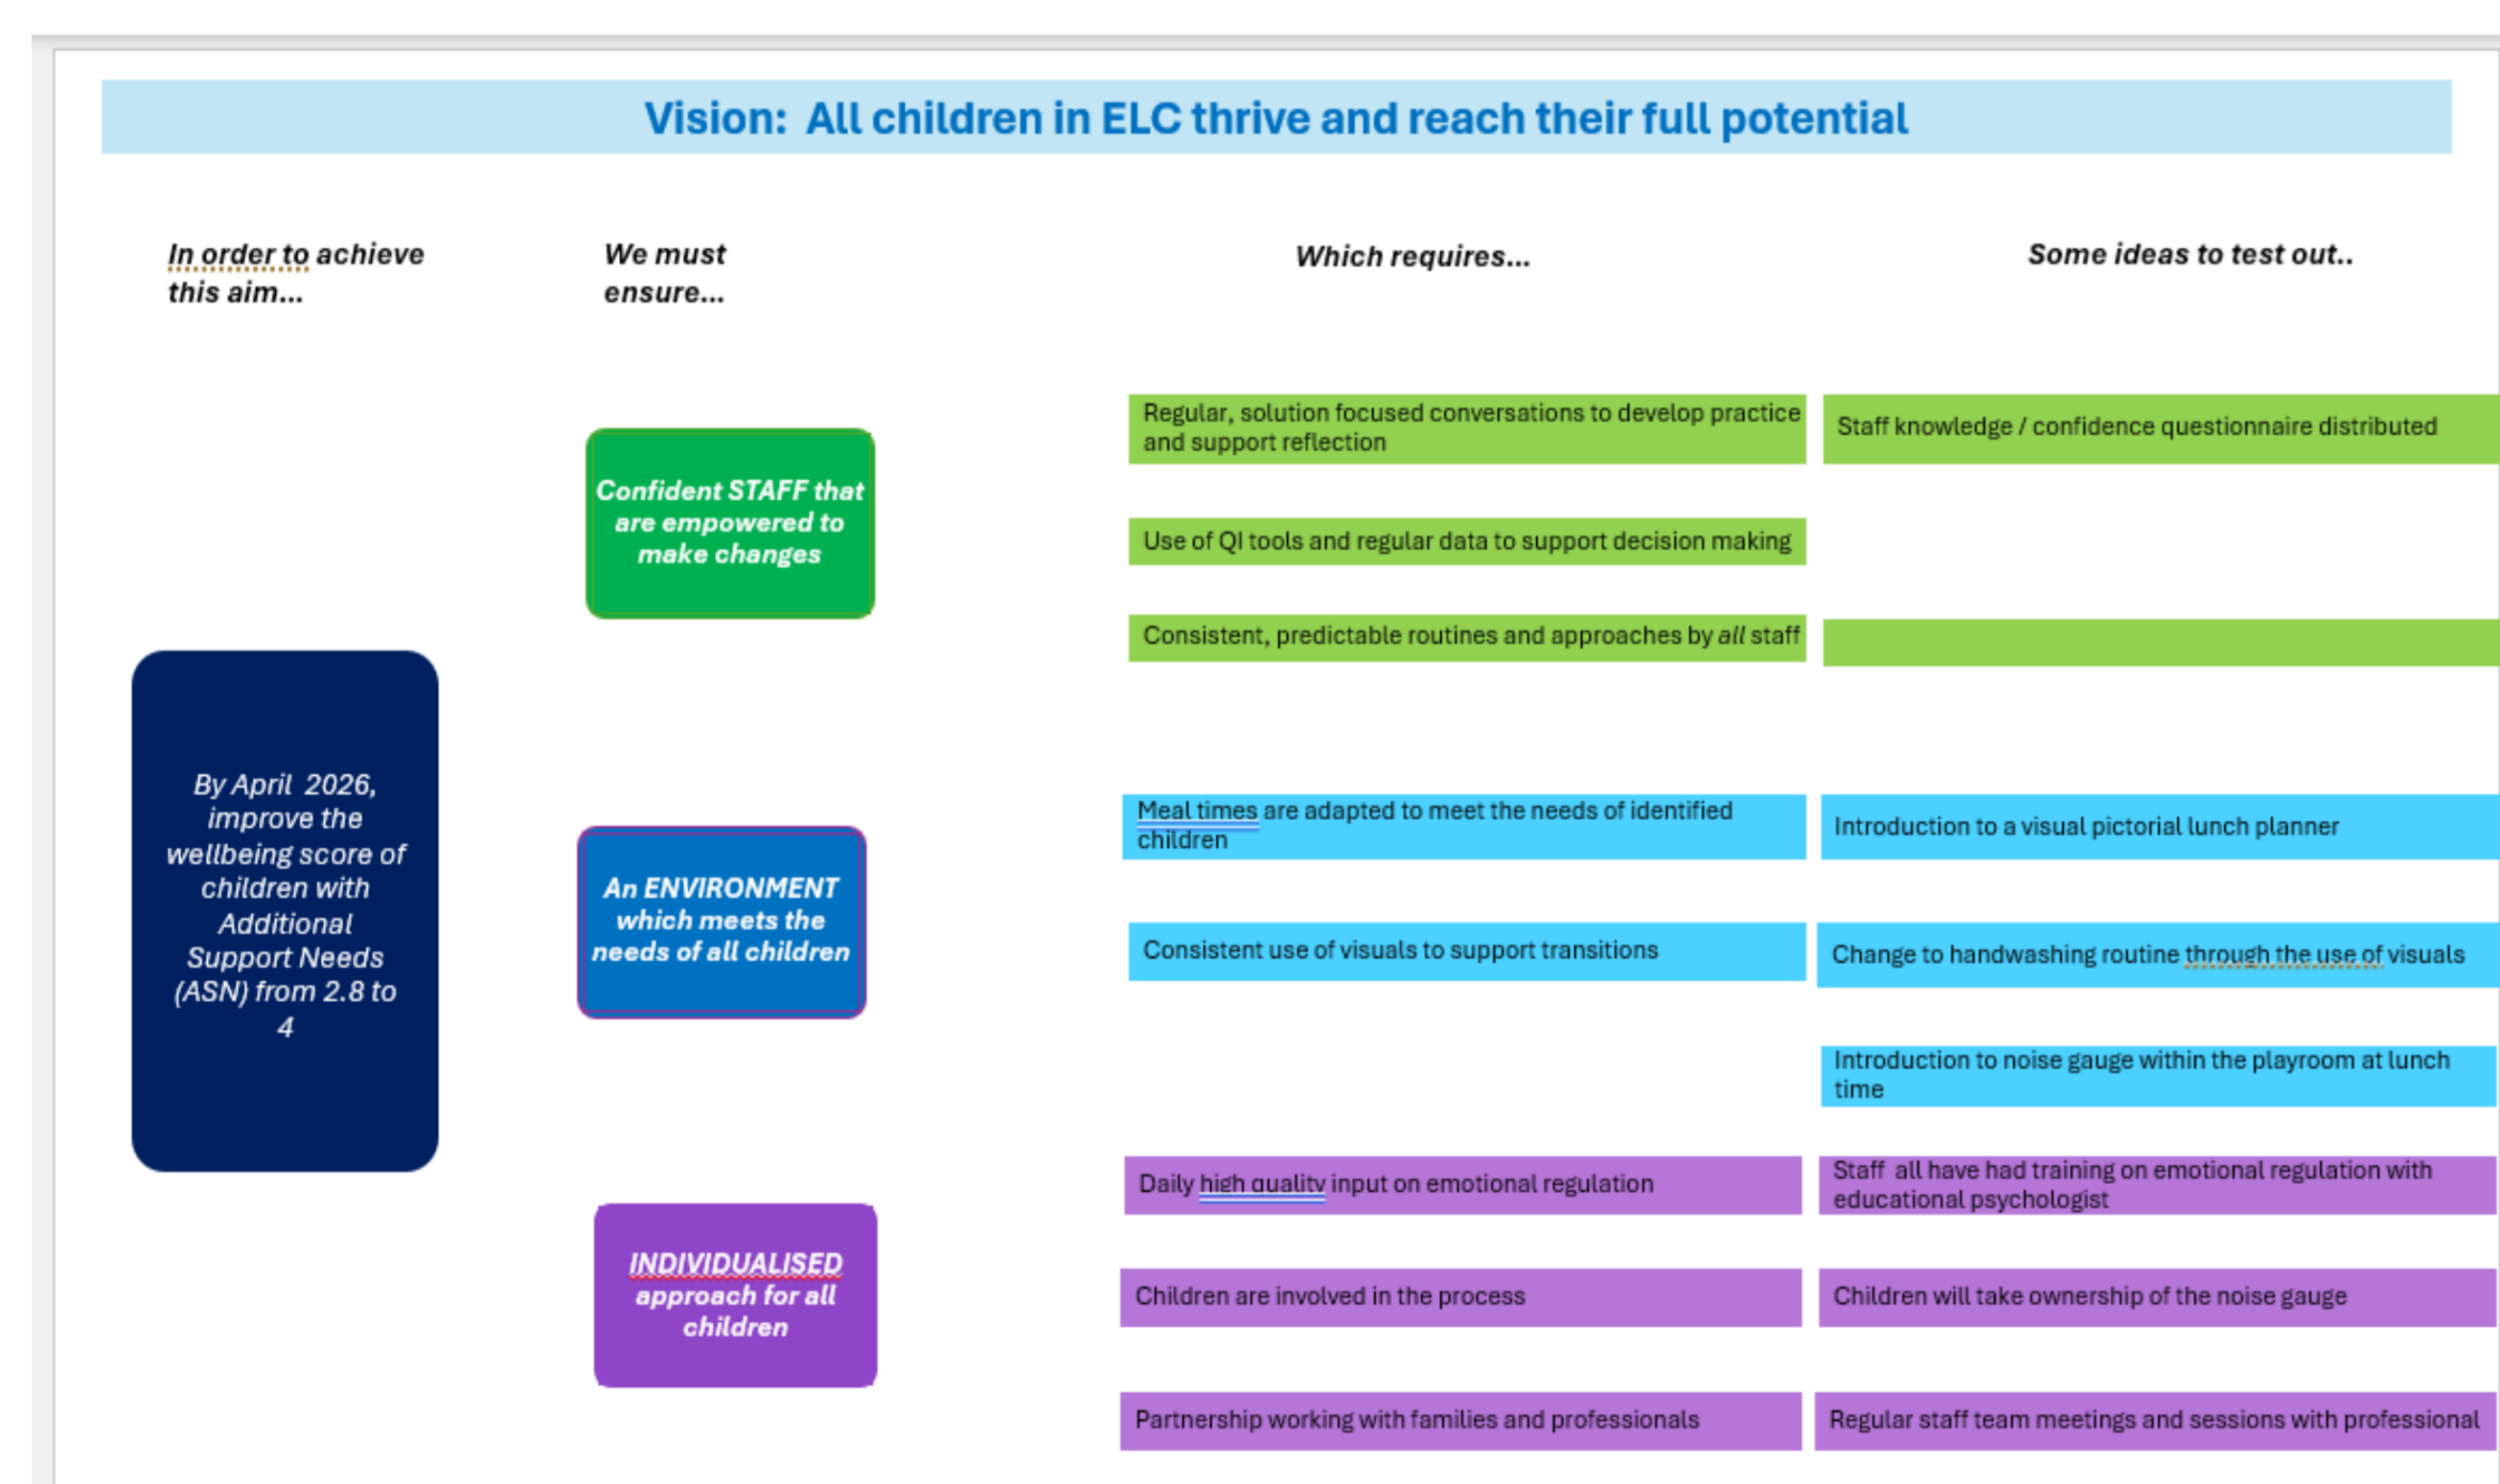 Vision:  All children in ELC thrive and reach their full potential
In order to achieve
this aim...
We must
ensure...
Which requires...
Some ideas to test out..
Confident STAFF that
are empowered to
make changes
Regular, solution focused conversations to develop practice
and support reflection
Staff knowledge / confidence questionnaire distributed
Use of QI tools and regular data to support decision making
Consistent, predictable routines and approaches by all staff
By April  2026,
improve the
wellbeing score of
children with
Additional
Support Needs
(ASN) from 2.8 to
4
An ENVIRONMENT
which meets the
needs of all children
Meal times are adapted to meet the needs of identified
children
Introduction to a visual pictorial lunch planner
Consistent use of visuals to support transitions
Change to handwashing routine through the use of visuals
Introduction to noise gauge within the playroom at lunch
time
INDIVIDUALISED
approach for all
children
Daily high quality input on emotional regulation
Staff  all have had training on emotional regulation with
educational psychologist
Children are involved in the process
Children will take ownership of the noise gauge
Partnership working with families and professionals
Regular staff team meetings and sessions with professional